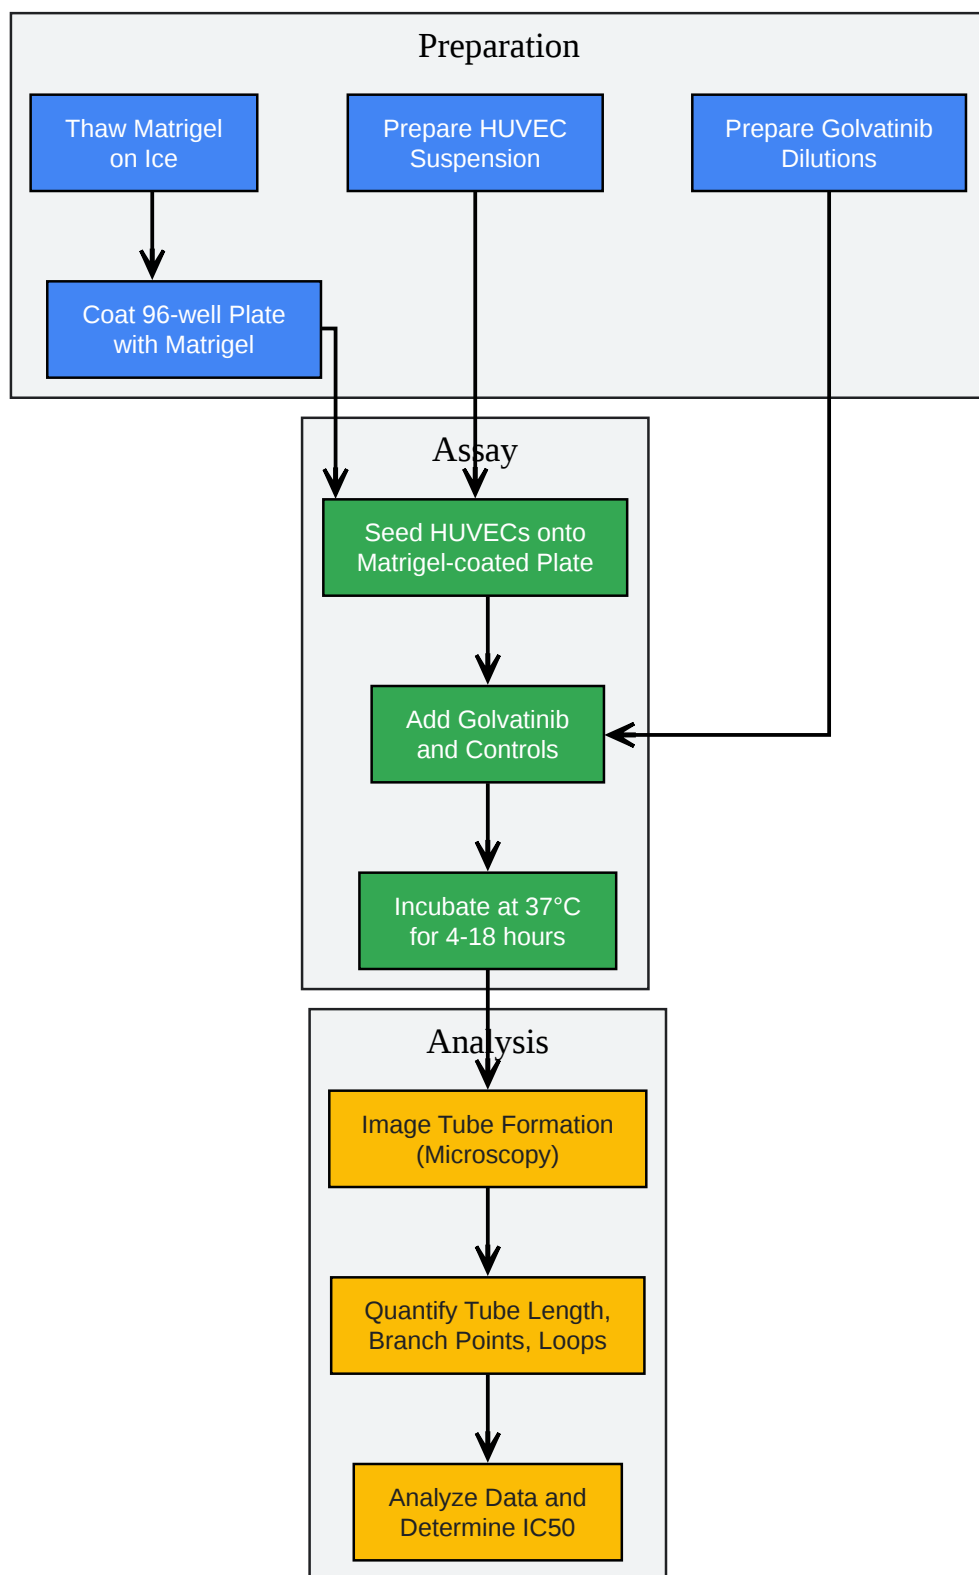 Preparation
Thaw Matrigel
on Ice
Prepare HUVEC
Suspension
Prepare Golvatinib
Dilutions
Coat 96-well Plate
with Matrigel
Assay
Seed HUVECs onto
Matrigel-coated Plate
Add Golvatinib
and Controls
Incubate at 37°C
for 4-18 hours
Analysis
Image Tube Formation
(Microscopy)
Quantify Tube Length,
Branch Points, Loops
Analyze Data and
Determine IC50